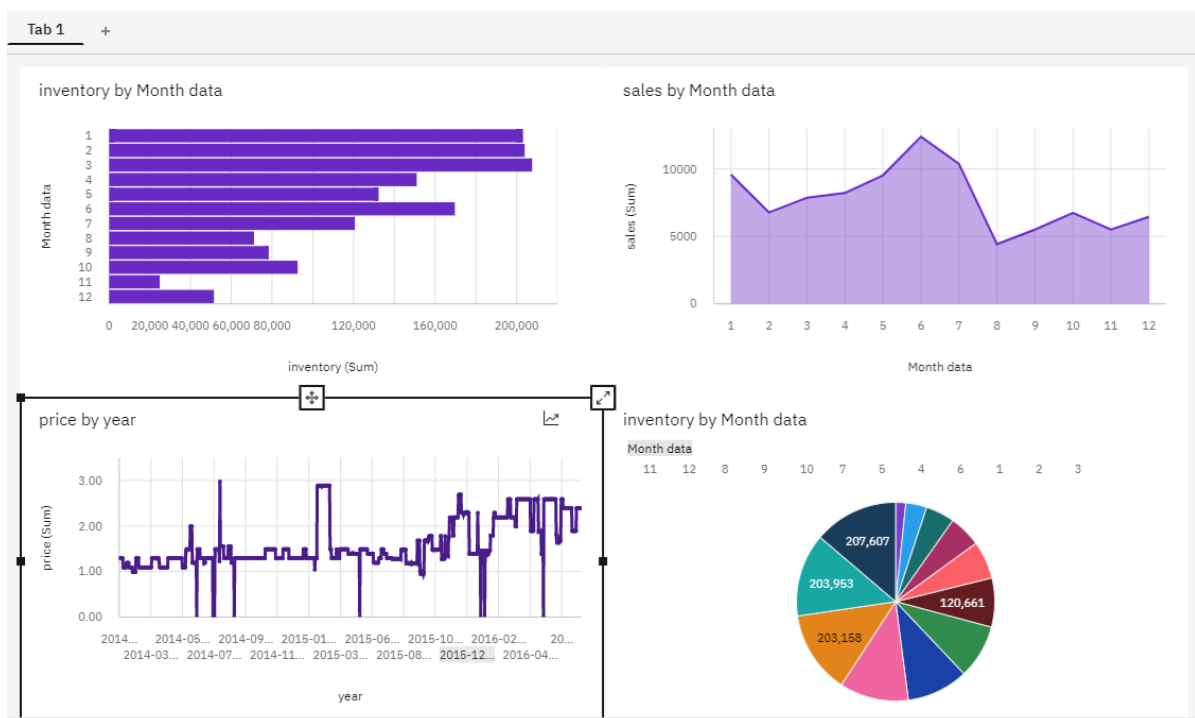 Tab 1 +
inventory by Month data
Month data
1
2
3
4
5
6
7
8
9
10
11
12
0 20,000 40,000 60,000 80,000 120,000 160,000 200,000
inventory (Sum)
sales by Month data
sales (Sum)
10000
5000
0
1 2 3 4 5 6 7 8 9 10 11 12
Month data
price by year
price (Sum)
3.00
2.00
1.00
0.00
2014... 2014-05... 2014-09... 2015-01... 2015-06... 2015-10... 2016-02... 20...
2014-03... 2014-07... 2014-11... 2015-03... 2015-08... 2015-12... 2016-04...
year
inventory by Month data
Month data
11 12 8 9 10 7 5 4 6 1 2 3
207,607
203,953
120,661
203,158